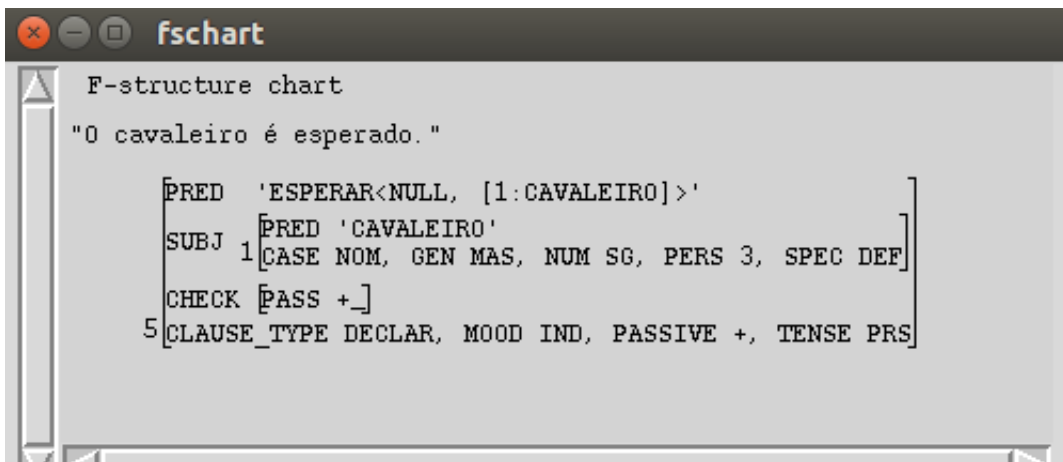 fschart
F-structure chart
"O cavaleiro é esperado."
PRED 'ESPERAR<NULL, [1:CAVALEIRO]>'
PRED 'CAVALEIRO'
SUBJ 1
CASE NOM, GEN MAS, NUM SG, PERS 3, SPEC DEF
CHECK [PASS +_]
5 CLAUSE_TYPE DECLAR, MOOD IND, PASSIVE +, TENSE PRS